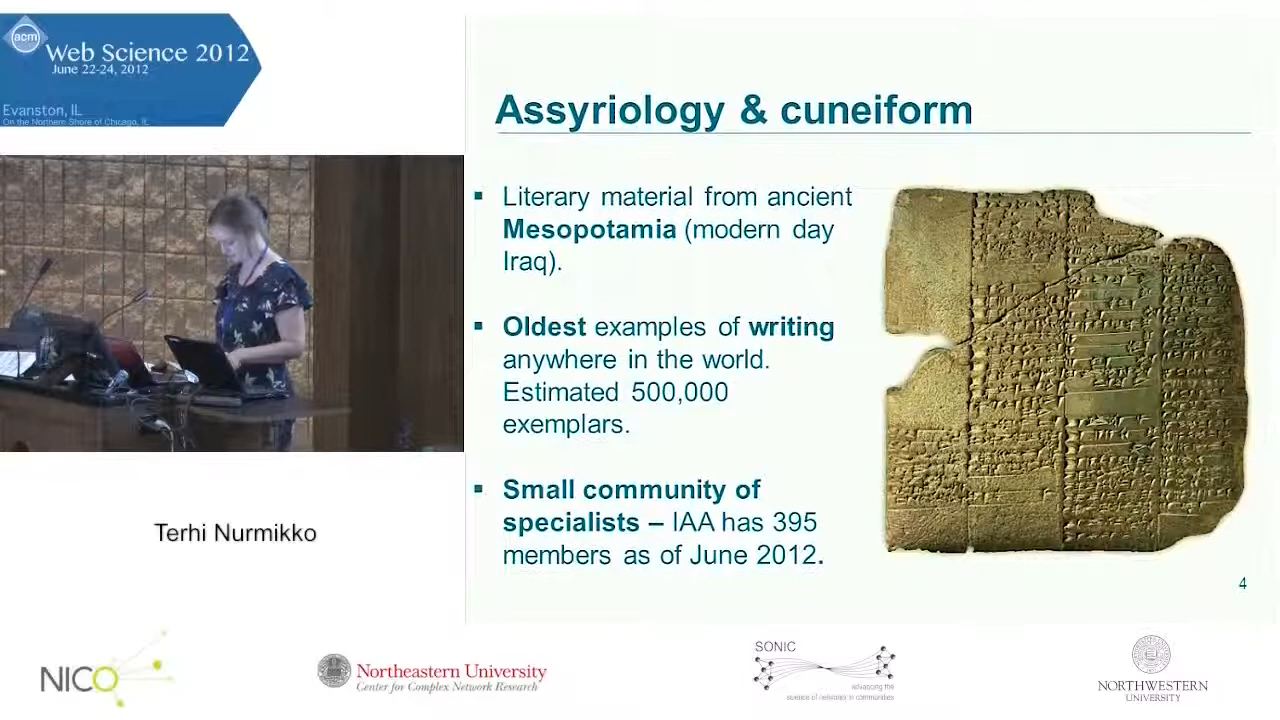 acm
Web Science 2012
June 22-24, 2012
Evanston, IL
On the Northern Shore of Chicago, IL
Assyriology & cuneiform
▪ Literary material from ancient
Mesopotamia (modern day
Iraq).
▪ Oldest examples of writing
anywhere in the world.
Estimated 500,000
exemplars.
▪ Small community of
specialists – IAA has 395
members as of June 2012.
4
Terhi Nurmikko
NICO
Northeastern University
Center for Complex Network Research
SONIC
advancing the
science of networks in communities
NORTHWESTERN
UNIVERSITY